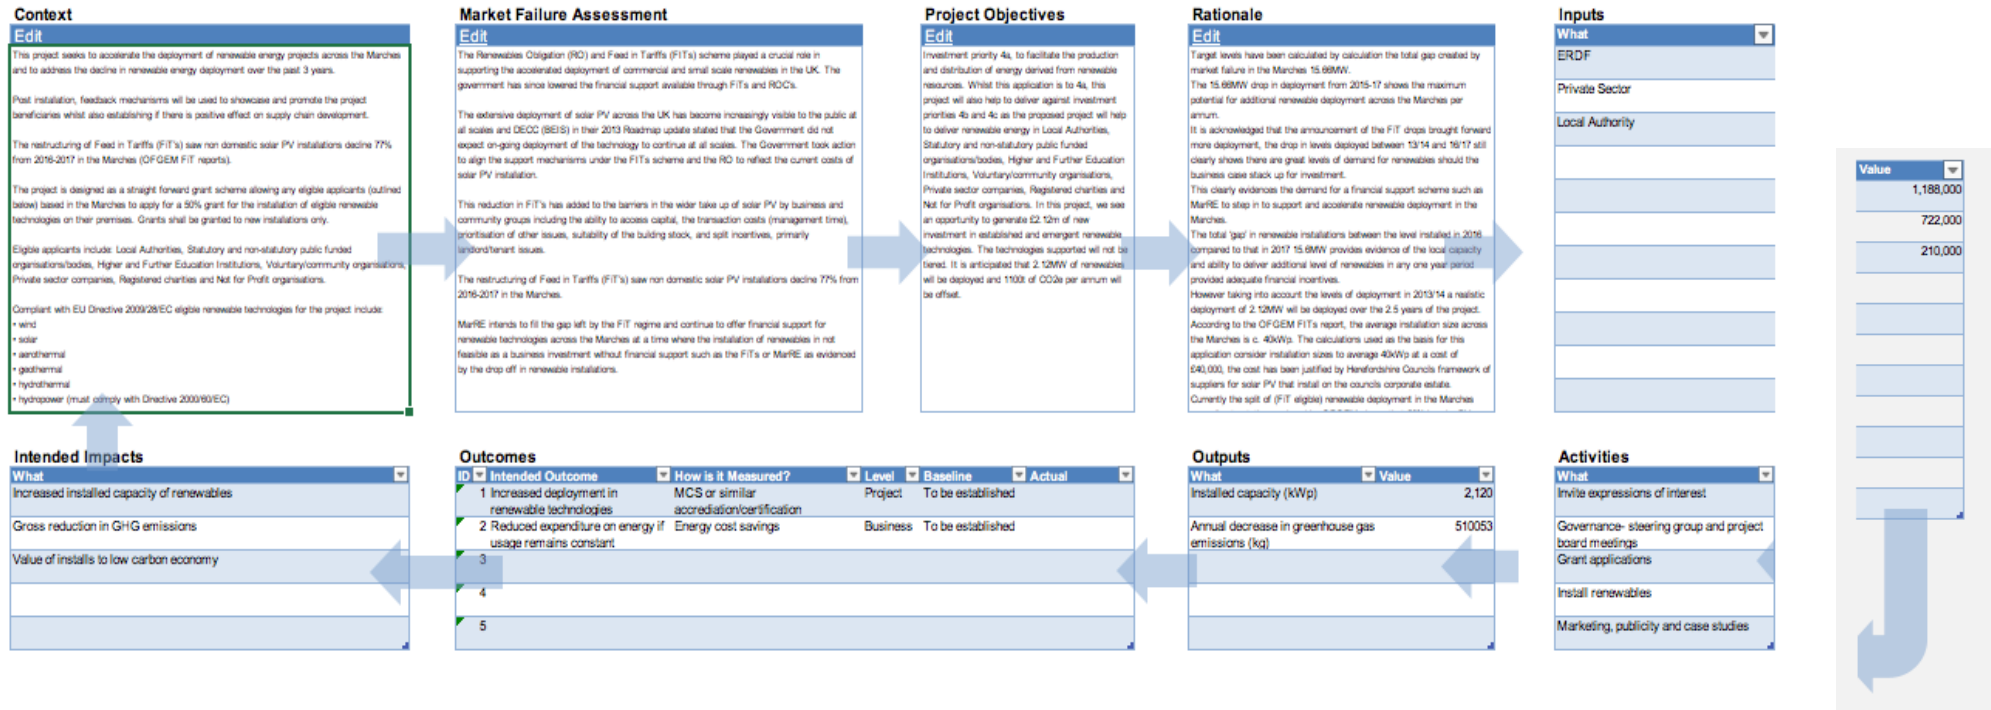 Context
Edit
This project seeks to accelerate the deployment of renewable energy projects across the Marches
and to address the decline in renewable energy deployment over the past 3 years.
Post installation, feedback mechanisms will be used to showcase and promote the project
beneficiaries whilst also establishing if there is positive effect on supply chain development.
The restructuring of Feed in Tariffs (FiT's) saw non domestic solar PV installations decline 77%
from 2016-2017 in the Marches (OFGEM FiT reports).
The project is designed as a straight forward grant scheme allowing any eligible applicants (outlined
below) based in the Marches to apply for a 50% grant for the installation of eligible renewable
technologies on their premises. Grants shall be granted to new installations only.
Eligible applicants include: Local Authorities, Statutory and non-statutory public funded
organisations/bodies, Higher and Further Education Institutions, Voluntary/community organisations,
Private sector companies, Registered charities and Not for Profit organisations.
Compliant with EU Directive 2009/28/EC eligible renewable technologies for the project include:
• wind
• solar
• aerothermal
• geothermal
• hydrothermal
• hydropower (must comply with Directive 2000/60/EC)
Market Failure Assessment
Edit
The Renewables Obligation (RO) and Feed in Tariffs (FITs) scheme played a crucial role in
supporting the accelerated deployment of commercial and small scale renewables in the UK. The
government has since lowered the financial support available through FiTs and ROC's.
The extensive deployment of solar PV across the UK has become increasingly visible to the public at
all scales and DECC (BEIS) in their 2013 Roadmap update stated that the Government did not
expect on-going deployment of the technology to continue at all scales. The Government took action
to align the support mechanisms under the FITs scheme and the RO to reflect the current costs of
solar PV installation.
This reduction in FiT's has added to the barriers in the wider take up of solar PV by business and
community groups including the ability to access capital, the transaction costs (management time),
prioritisation of other issues, suitability of the building stock, and split incentives, primarily
landlord/tenant issues.
The restructuring of Feed in Tariffs (FiT's) saw non domestic solar PV installations decline 77% from
2016-2017 in the Marches.
MarRE intends to fill the gap left by the FiT regime and continue to offer financial support for
renewable technologies across the Marches at a time where the installation of renewables in not
feasible as a business investment without financial support such as the FiTs or MarRE as evidenced
by the drop off in renewable installations.
Project Objectives
Edit
Investment priority 4a, to facilitate the production
and distribution of energy derived from renewable
resources. Whilst this application is to 4a, this
project will also help to deliver against investment
priorities 4b and 4c as the proposed project will help
to deliver renewable energy in Local Authorities,
Statutory and non-statutory public funded
organisations/bodies, Higher and Further Education
Institutions, Voluntary/community organisations,
Private sector companies, Registered charities and
Not for Profit organisations. In this project, we see
an opportunity to generate £2.12m of new
investment in established and emergent renewable
technologies. The technologies supported will not be
tiered. It is anticipated that 2.12MW of renewables
will be deployed and 1100t of CO2e per annum will
be offset.
Rationale
Edit
Target levels have been calculated by calculation the total gap created by
market failure in the Marches 15.66MW.
The 15.66MW drop in deployment from 2015-17 shows the maximum
potential for additional renewable deployment across the Marches per
annum.
It is acknowledged that the announcement of the FiT drops brought forward
more deployment, the drop in levels deployed between 13/14 and 16/17 still
clearly shows there are great levels of demand for renewables should the
business case stack up for investment.
This clearly evidences the demand for a financial support scheme such as
MarRE to step in to support and accelerate renewable deployment in the
Marches.
The total 'gap' in renewable installations between the level installed in 2016
compared to that in 2017 15.6MW provides evidence of the local capacity
and ability to deliver additional level of renewables in any one year period
provided adequate financial incentives.
However taking into account the levels of deployment in 2013/14 a realistic
deployment of 2.12MW will be deployed over the 2.5 years of the project.
According to the OFGEM FITs report, the average installation size across
the Marches is c. 40kWp. The calculations used as the basis for this
application consider installation sizes to average 40kWp at a cost of
£40,000, the cost has been justified by Herefordshire Councils framework of
suppliers for solar PV that instal on the councils corporate estate.
Currently the split of (FiT eligible) renewable deployment in the Marches
Inputs
What
ERDF
Private Sector
Local Authority
Value
1,188,000
722,000
210,000
Intended Impacts
What
Increased installed capacity of renewables
Gross reduction in GHG emissions
Value of installs to low carbon economy
Outcomes
ID Intended Outcome How is it Measured? Level Baseline Actual
1 Increased deployment in MCS or similar Project To be established
renewable technologies accrediation/certification
2 Reduced expenditure on energy if Energy cost savings Business To be established
usage remains constant
3
4
5
Outputs
What Value
Installed capacity (kWp) 2,120
Annual decrease in greenhouse gas 510053
emissions (kg)
Activities
What
Invite expressions of interest
Governance- steering group and project
board meetings
Grant applications
Install renewables
Marketing, publicity and case studies